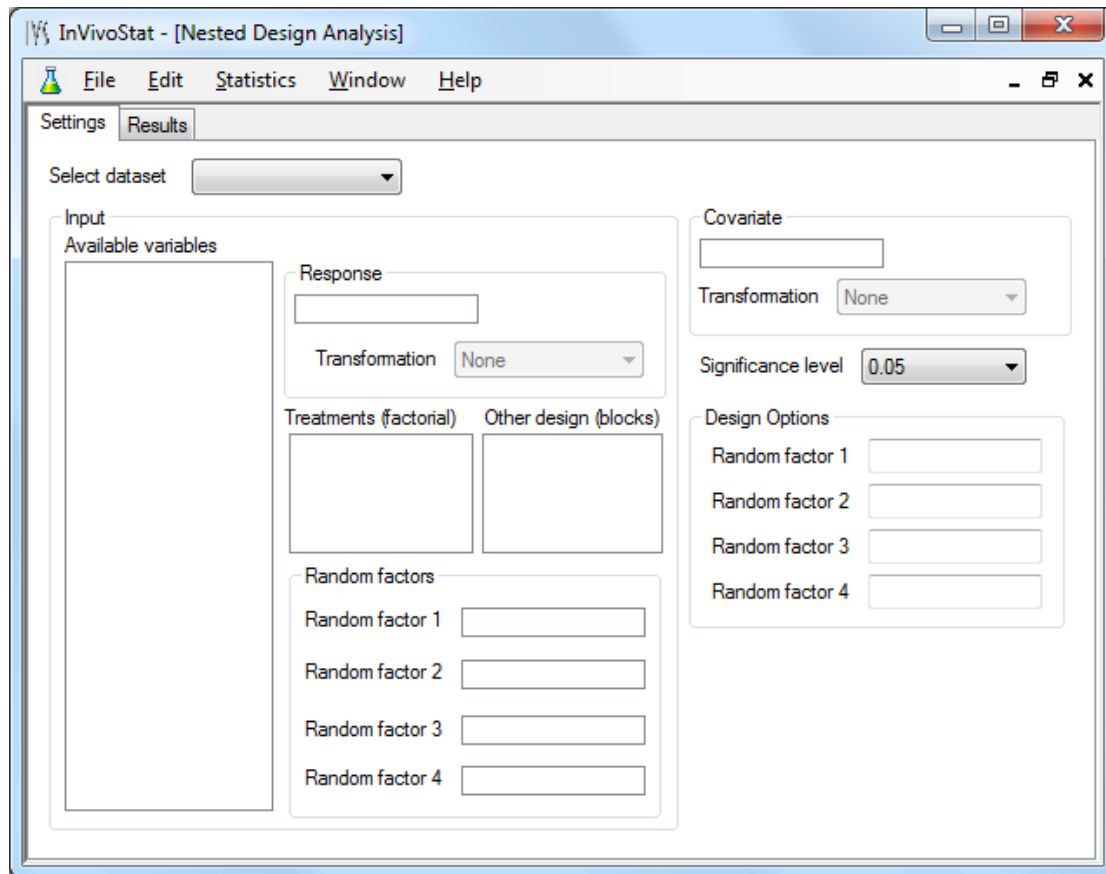 InVivoStat - [Nested Design Analysis]
File Edit Statistics Window Help
Settings Results
Select dataset
Input
Available variables
Response
Transformation None
Treatments (factorial) Other design (blocks)
Random factors
Random factor 1
Random factor 2
Random factor 3
Random factor 4
Covariate
Transformation None
Significance level 0.05
Design Options
Random factor 1
Random factor 2
Random factor 3
Random factor 4